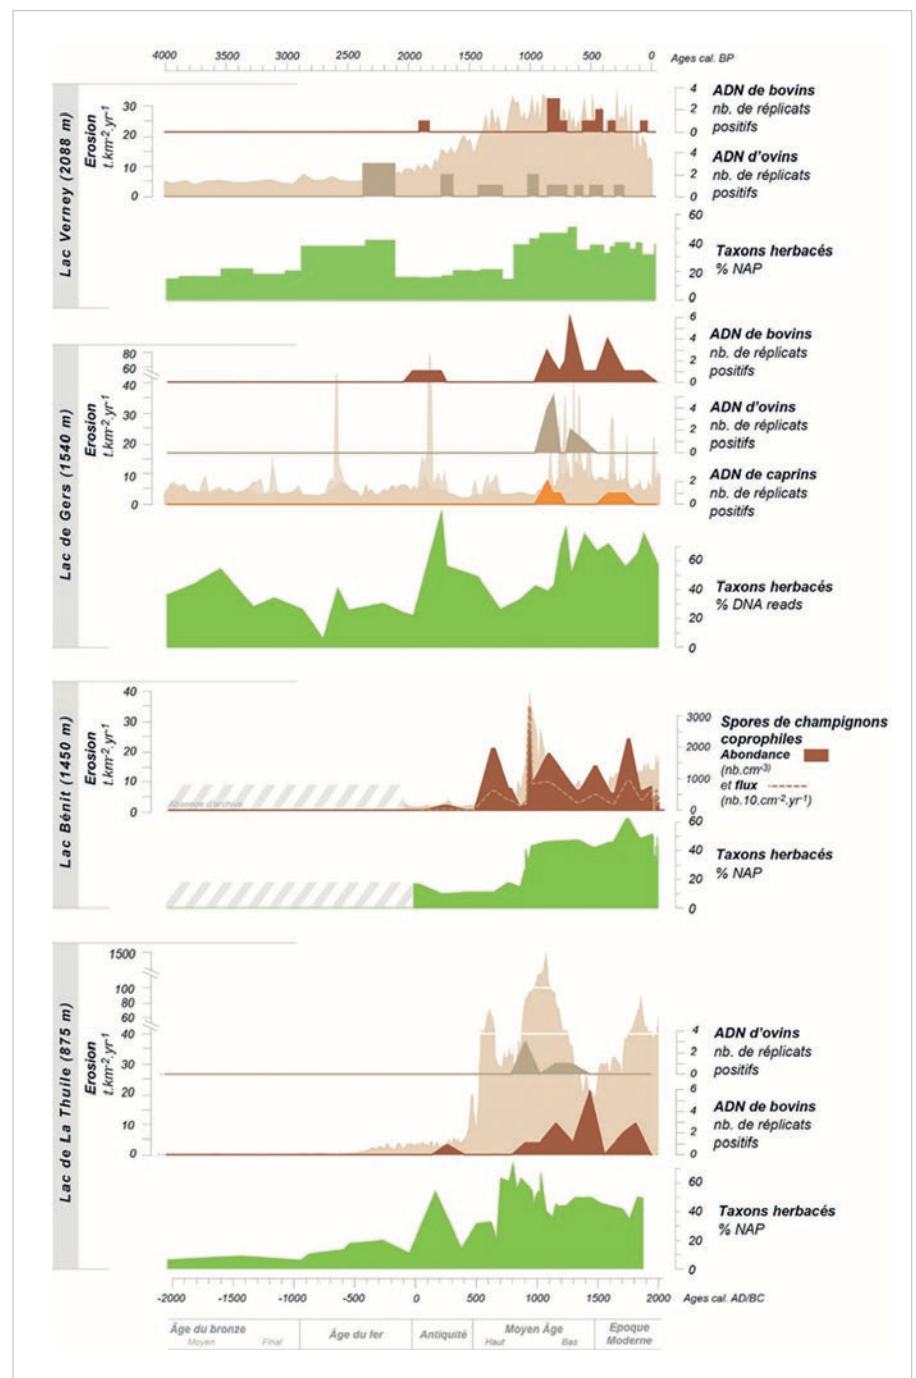 4000 3500 3000 2500 2000 1500 1000 500 0 Ages cal. BP
Lac Verney (2088 m)
Erosion
t.km-2.yr-1
30
20
10
0
4
2
0
ADN de bovins
nb. de réplicats
positifs
4
2
0
ADN d'ovins
nb. de réplicats
positifs
60
40
20
0
Taxons herbacés
% NAP
Lac de Gers (1540 m)
Erosion
t.km-2.yr-1
80
60
40
30
20
10
0
6
4
2
0
ADN de bovins
nb. de réplicats
positifs
4
2
0
ADN d'ovins
nb. de réplicats
positifs
2
0
ADN de caprins
nb. de réplicats
positifs
60
40
20
0
Taxons herbacés
% DNA reads
Lac Bénit (1450 m)
Erosion
t.km-2.yr-1
40
30
20
10
0
Absence d'archive
3000
2000
1000
0
Spores de champignons
coprophiles
Abondance
(nb.cm-3)
et flux
(nb.10.cm-2.yr-1)
60
40
20
0
Taxons herbacés
% NAP
Lac de La Thuile (875 m)
Erosion
t.km-2.yr-1
1500
100
80
60
40
30
20
10
0
4
2
0
ADN d'ovins
nb. de réplicats
positifs
6
4
2
0
ADN de bovins
nb. de réplicats
positifs
60
40
20
0
Taxons herbacés
% NAP
-2000 -1500 -1000 -500 0 500 1000 1500 2000 Ages cal. AD/BC
Âge du bronze
Moyen Final
Âge du fer
Antiquité
Moyen Âge
Haut Bas
Epoque
Moderne